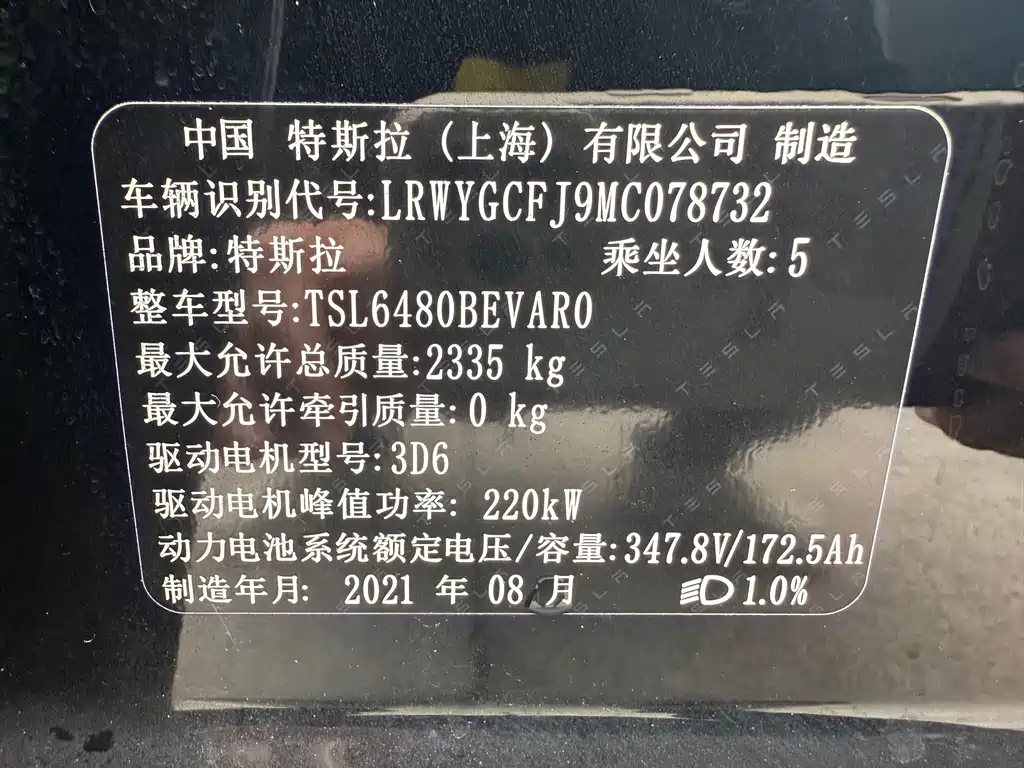 中国 特斯拉（上海）有限公司 制造
车辆识别代号:LRWYGCFJ9MC078732
品牌:特斯拉 乘坐人数:5
整车型号:TSL6480BEVAR0
最大允许总质量:2335 kg
最大允许牵引质量:0 kg
驱动电机型号:3D6
驱动电机峰值功率: 220kW
动力电池系统额定电压/容量:347.8V/172.5Ah
制造年月: 2021 年 08 月 1.0%
TESLA